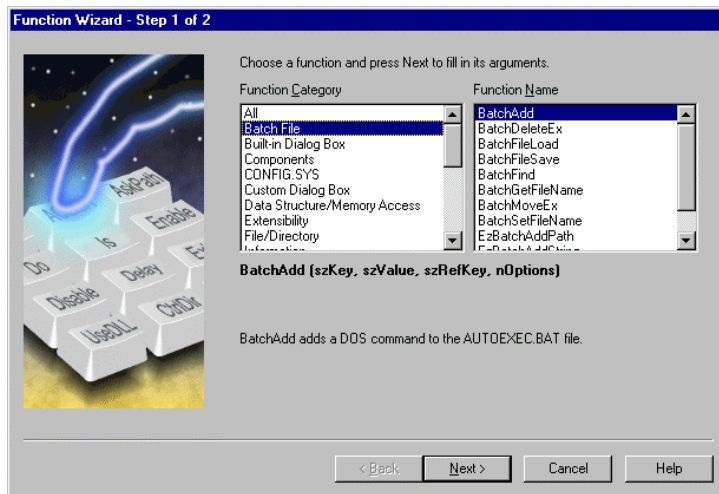 Function Wizard - Step 1 of 2
Choose a function and press Next to fill in its arguments.
Function Category
Function Name
All
Batch File
Built-in Dialog Box
Components
CONFIG.SYS
Custom Dialog Box
Data Structure/Memory Access
Extensibility
File/Directory
BatchAdd
BatchDeleteEx
BatchFileLoad
BatchFileSave
BatchFind
BatchGetFileName
BatchMoveEx
BatchSetFileName
EzBatchAddPath
EzBatchAddString
BatchAdd (szKey, szValue, szRefKey, nOptions)
BatchAdd adds a DOS command to the AUTOEXEC.BAT file.
AskPath
Enable
Is
Do
Delay
Disable
CtrlDir
UseDLL
< Back
Next >
Cancel
Help